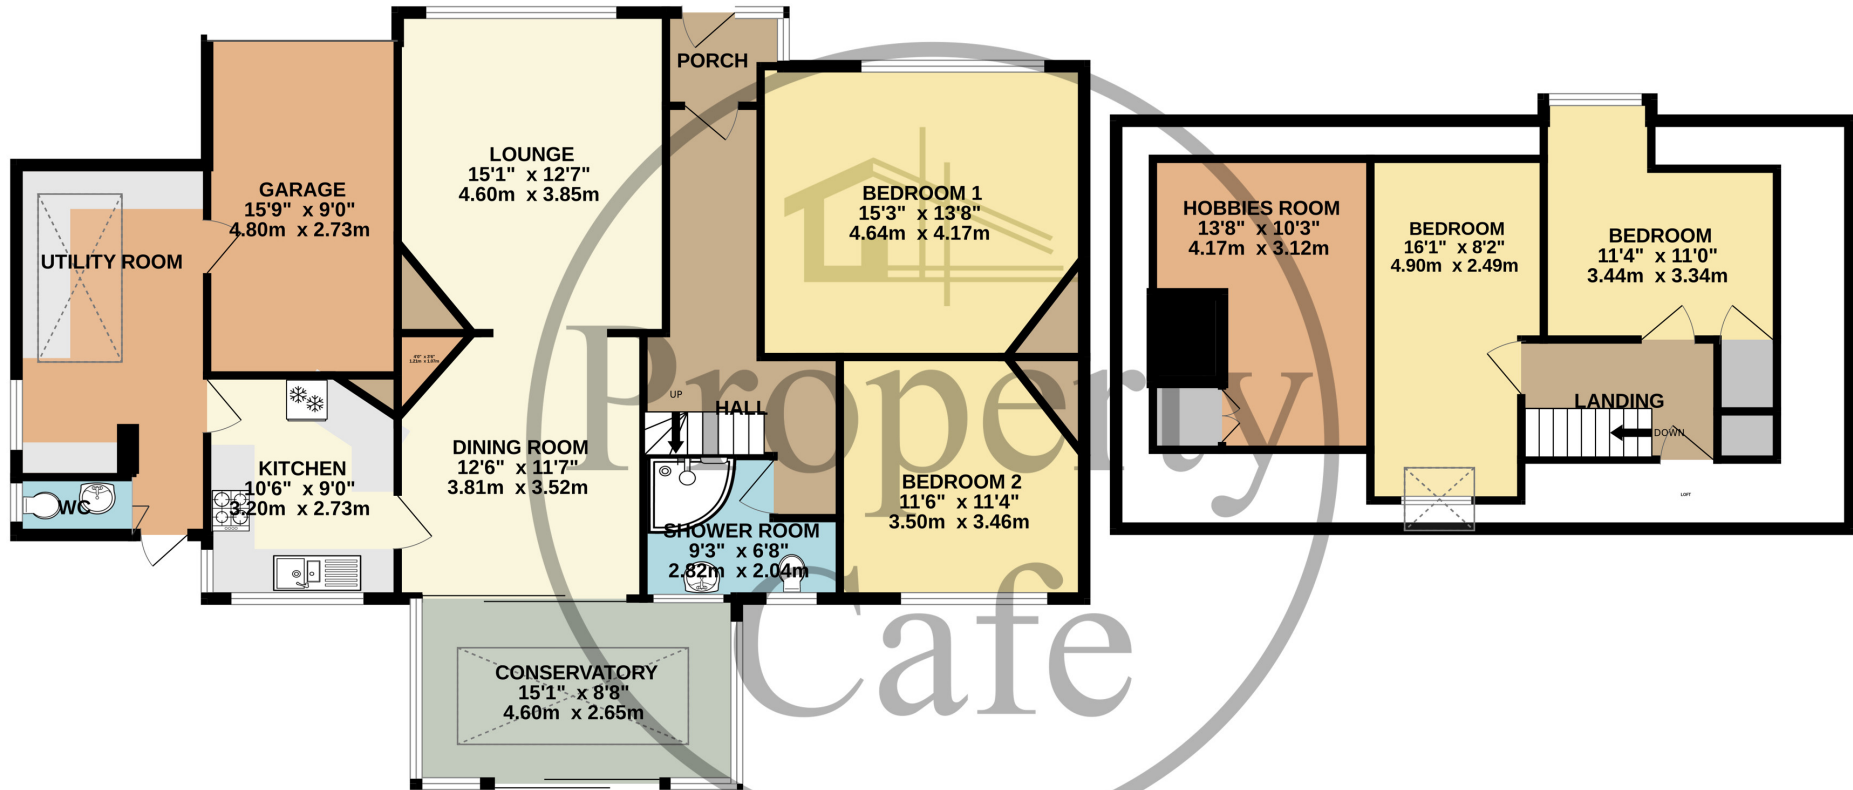 PORCH
LOUNGE
15'1" x 12'7"
4.60m x 3.85m
GARAGE
15'9" x 9'0"
4.80m x 2.73m
BEDROOM 1
15'3" x 13'8"
4.64m x 4.17m
UTILITY ROOM
HOBBIES ROOM
13'8" x 10'3"
4.17m x 3.12m
BEDROOM
16'1" x 8'2"
4.90m x 2.49m
BEDROOM
11'4" x 11'0"
3.44m x 3.34m
UP
HALL
LANDING
DOWN
DINING ROOM
12'6" x 11'7"
3.81m x 3.52m
KITCHEN
10'6" x 9'0"
3.20m x 2.73m
WC
BEDROOM 2
11'6" x 11'4"
3.50m x 3.46m
LOFT
SHOWER ROOM
9'3" x 6'8"
2.82m x 2.04m
CONSERVATORY
15'1" x 8'8"
4.60m x 2.65m
Property
Cafe